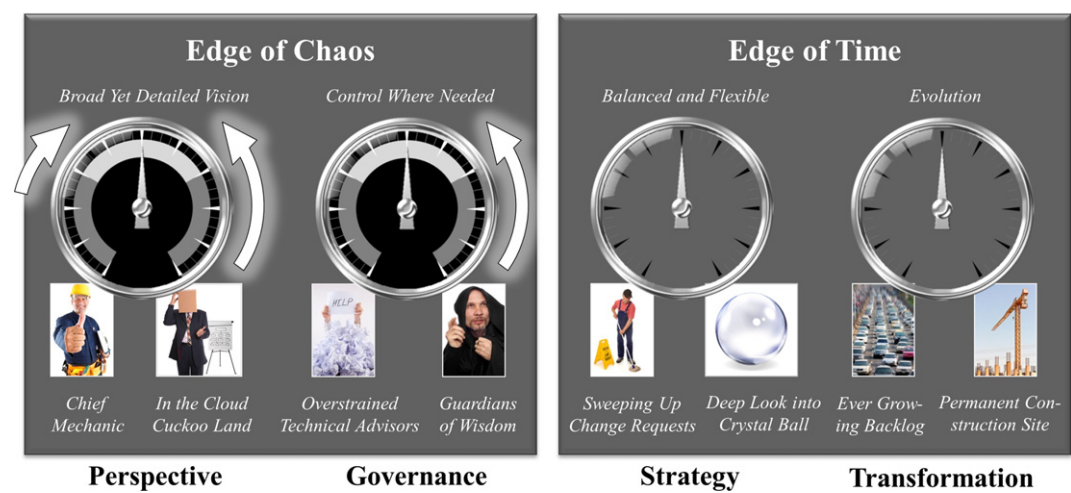 Edge of Chaos
Broad Yet Detailed Vision
Control Where Needed
HELP
Chief
Mechanic
In the Cloud
Cuckoo Land
Overstrained
Technical Advisors
Guardians
of Wisdom
Perspective
Governance
Edge of Time
Balanced and Flexible
Evolution
Sweeping Up
Change Requests
Deep Look into
Crystal Ball
Ever Grow-
ing Backlog
Permanent Con-
struction Site
Strategy
Transformation